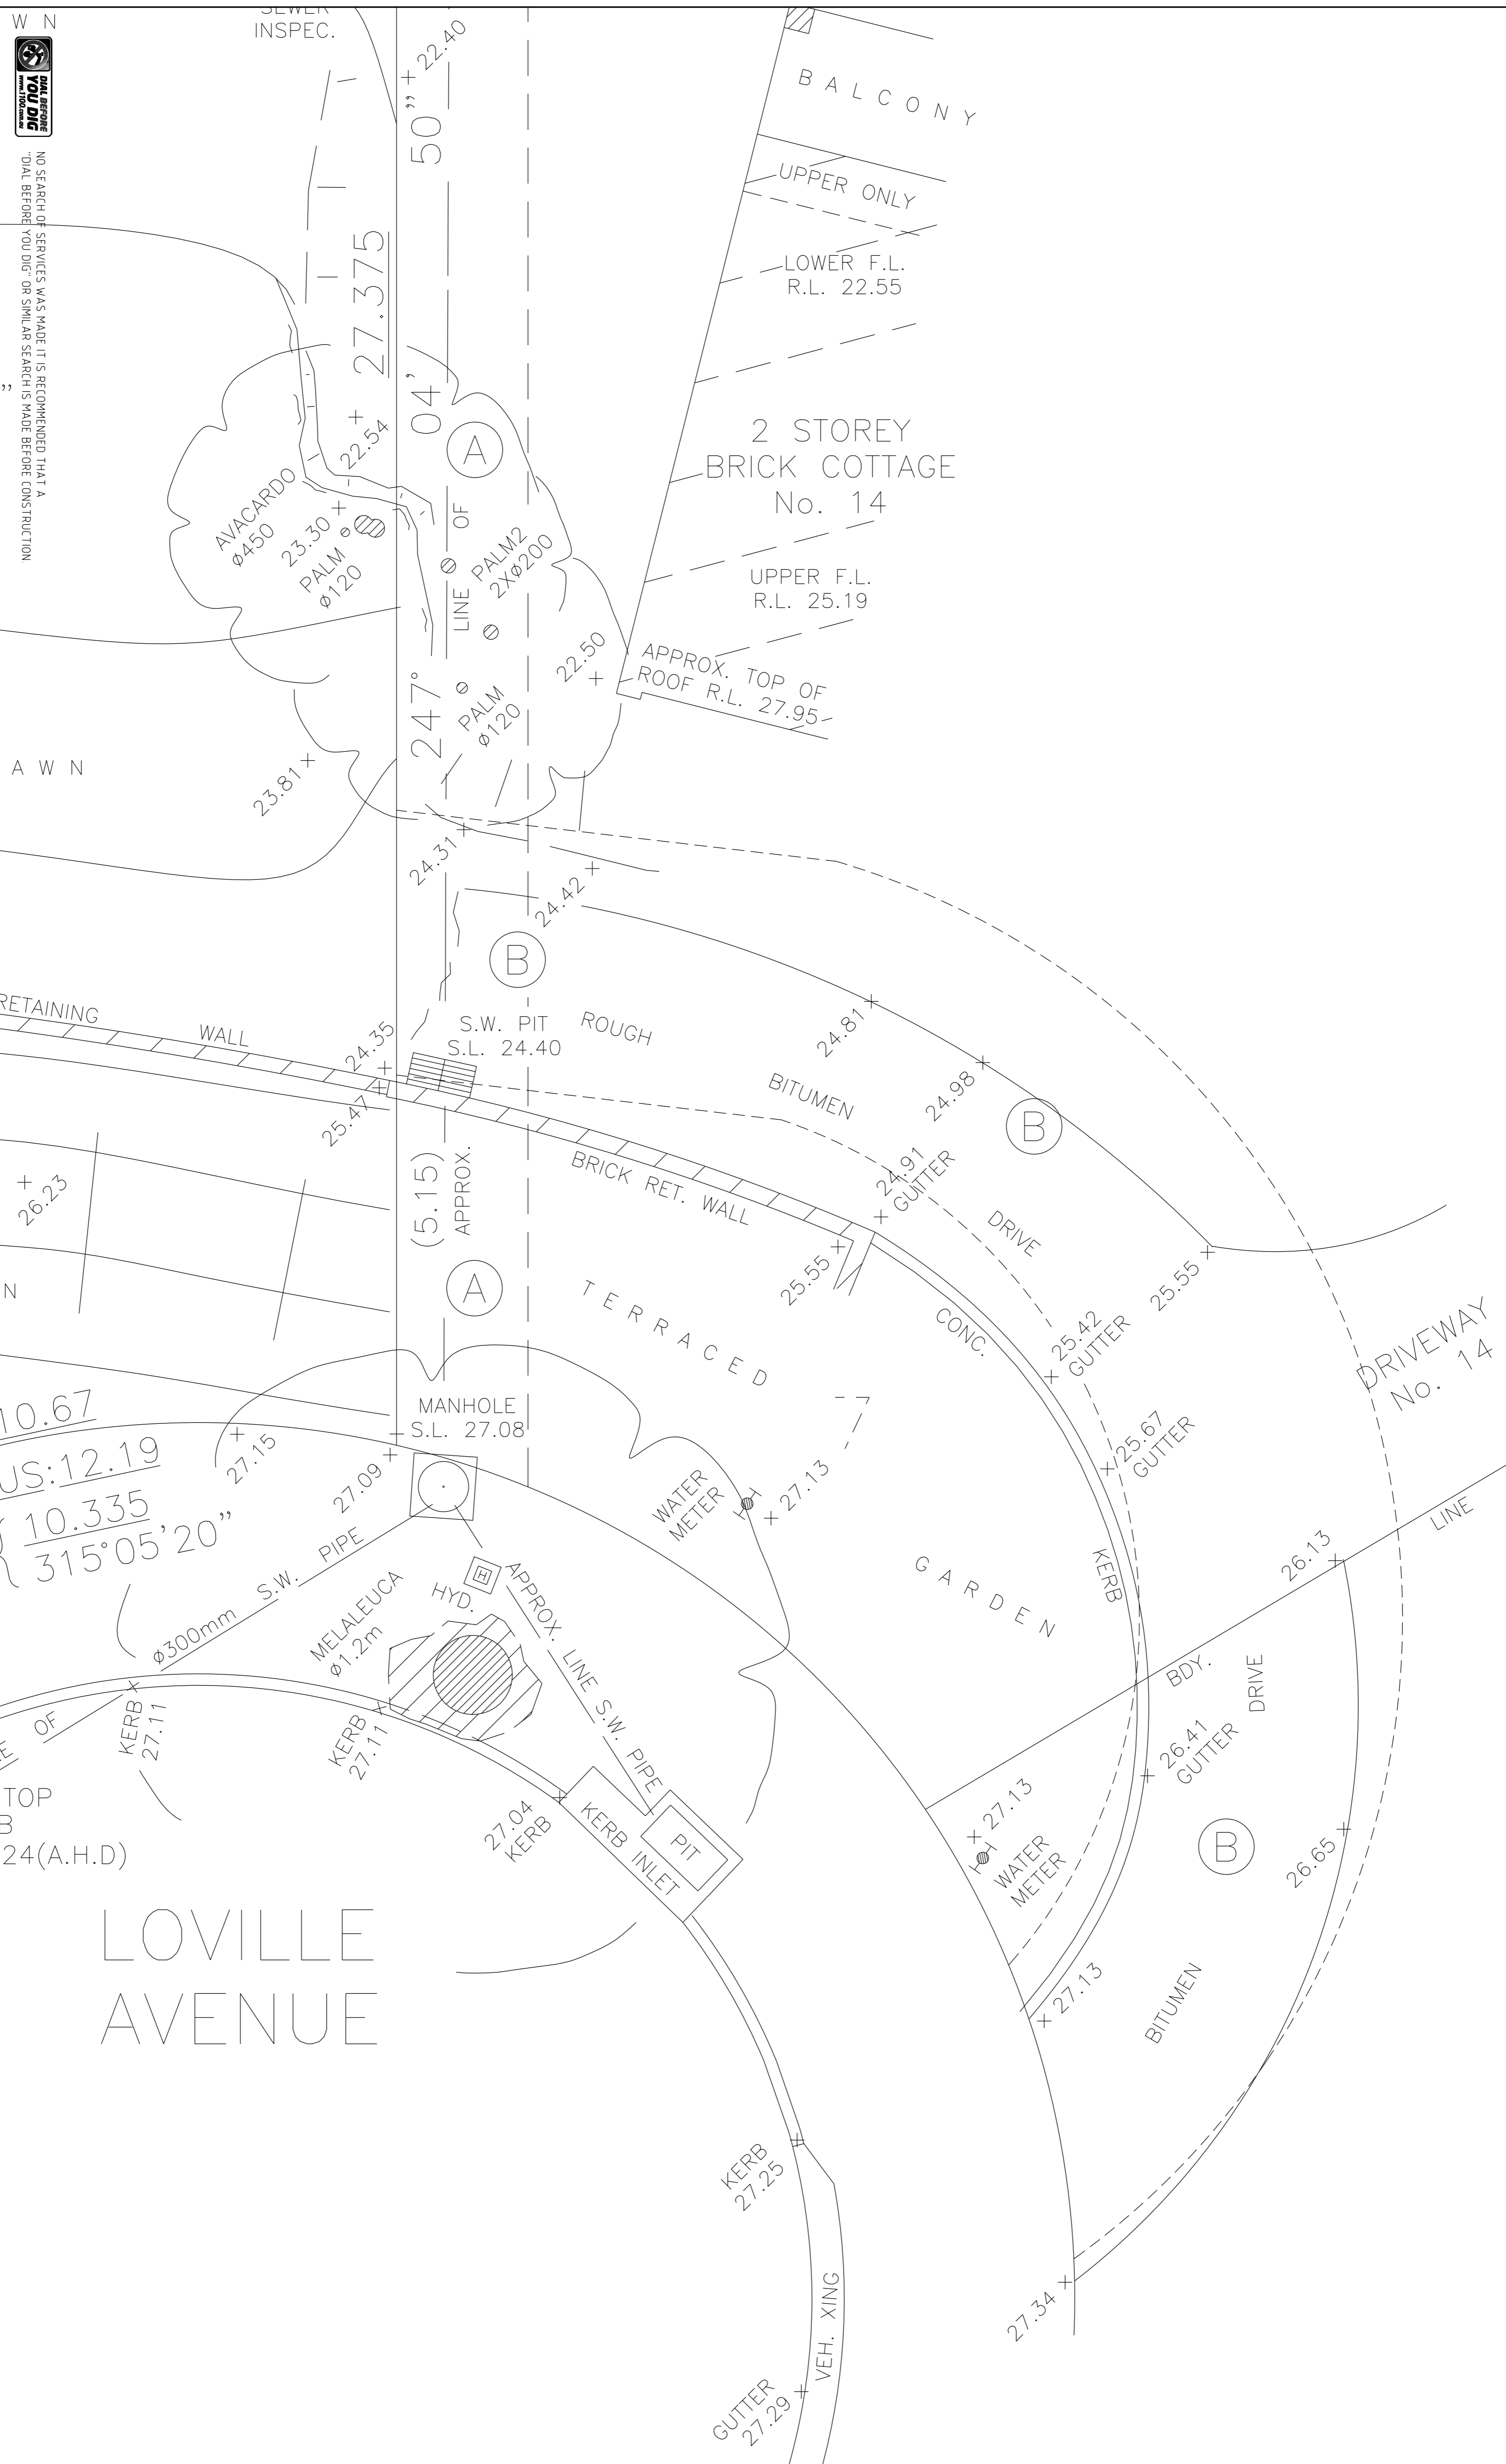 W N
INSPEC.
DIAL BEFORE
YOU DIG
www.1100.com.au
NO SEARCH OF SERVICES WAS MADE IT IS RECOMMENDED THAT A
"DIAL BEFORE YOU DIG" OR SIMILAR SEARCH IS MADE BEFORE CONSTRUCTION.
22.40
50"
BALCONY
UPPER ONLY
27.375
LOWER F.L.
R.L. 22.55
"
04'
22.54
A
2 STOREY
BRICK COTTAGE
No. 14
AVACARDO
ø450
23.30
PALM
ø120
LINE OF
PALM2
2Xø200
UPPER F.L.
R.L. 25.19
22.50
APPROX. TOP OF
ROOF R.L. 27.95
247°
PALM
ø120
A W N
23.81
24.31
24.42
B
RETAINING WALL
24.35
S.W. PIT
S.L. 24.40
ROUGH
BITUMEN
DRIVE
24.81
24.98
B
25.47
(5.15)
APPROX.
BRICK RET. WALL
24.91
GUTTER
26.23
25.55
25.55
N
A
TERRACED
GARDEN
CONC.
KERB
25.42
GUTTER
DRIVEWAY
No. 14
10.67
US:12.19
10.335
315°05'20"
27.15
27.09
MANHOLE
S.L. 27.08
WATER
METER
27.13
25.67
GUTTER
BDY. LINE
26.13
ø300mm S.W. PIPE
MELALEUCA
ø1.2m
HYD.
APPROX. LINE S.W. PIPE
DRIVE
OF
KERB
27.11
KERB
27.11
26.41
GUTTER
TOP
B
24(A.H.D)
27.04
KERB
KERB INLET
PIT
27.13
WATER
METER
B
26.65
LOVILLE
AVENUE
27.13
BITUMEN
KERB
27.25
27.34
VEH. XING
GUTTER
27.29